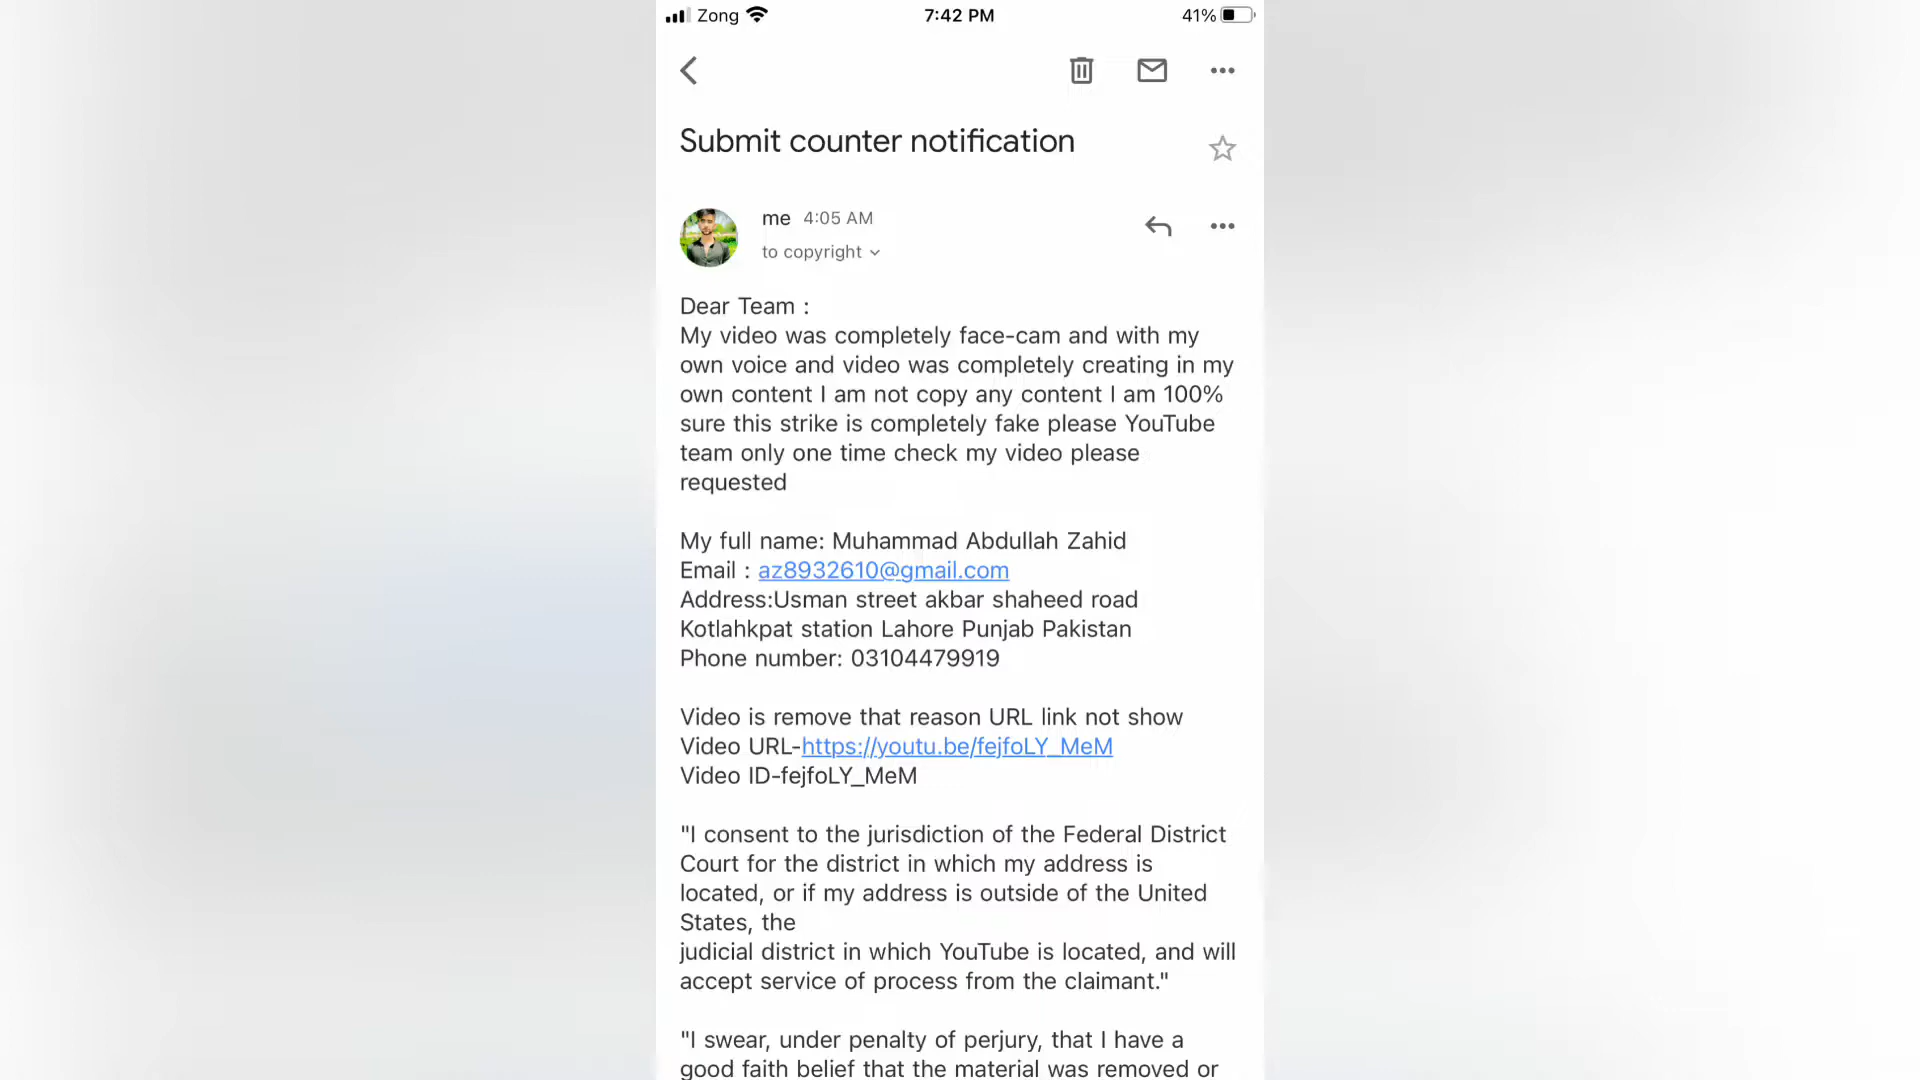 Zong 7:42 PM 41%
Submit counter notification
me 4:05 AM
to copyright
Dear Team :
My video was completely face-cam and with my
own voice and video was completely creating in my
own content I am not copy any content I am 100%
sure this strike is completely fake please YouTube
team only one time check my video please
requested
My full name: Muhammad Abdullah Zahid
Email : az8932610@gmail.com
Address:Usman street akbar shaheed road
Kotlahkpat station Lahore Punjab Pakistan
Phone number: 03104479919
Video is remove that reason URL link not show
Video URL-https://youtu.be/fejfoLY_MeM
Video ID-fejfoLY_MeM
"I consent to the jurisdiction of the Federal District
Court for the district in which my address is
located, or if my address is outside of the United
States, the
judicial district in which YouTube is located, and will
accept service of process from the claimant."
"I swear, under penalty of perjury, that I have a
good faith belief that the material was removed or